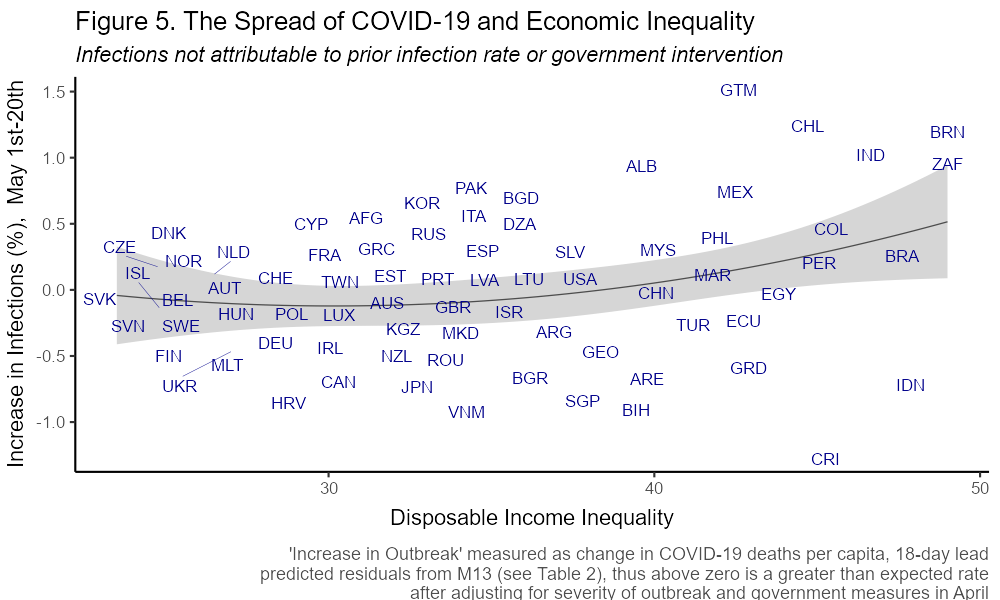 Figure 5. The Spread of COVID-19 and Economic Inequality
Infections not attributable to prior infection rate or government intervention
Increase in Infections (%),  May 1st-20th
1.5
1.0
0.5
0.0
-0.5
-1.0
GTM
CHL
BRN
IND
ZAF
ALB
PAK
BGD
MEX
KOR
ITA
AFG
CYP
DZA
COL
DNK
RUS
PHL
CZE
GRC
NLD
FRA
ESP
SLV
MYS
BRA
NOR
PER
ISL
EST
MAR
CHE
PRT
LVA
LTU
USA
TWN
AUT
SVK
BEL
CHN
EGY
AUS
GBR
HUN
POL
LUX
ISR
SVN
SWE
KGZ
MKD
ARG
TUR
ECU
DEU
IRL
GEO
FIN
NZL
ROU
MLT
GRD
UKR
CAN
JPN
BGR
ARE
IDN
HRV
SGP
VNM
BIH
CRI
30
40
50
Disposable Income Inequality
'Increase in Outbreak' measured as change in COVID-19 deaths per capita, 18-day lead
predicted residuals from M13 (see Table 2), thus above zero is a greater than expected rate
after adjusting for severity of outbreak and government measures in April